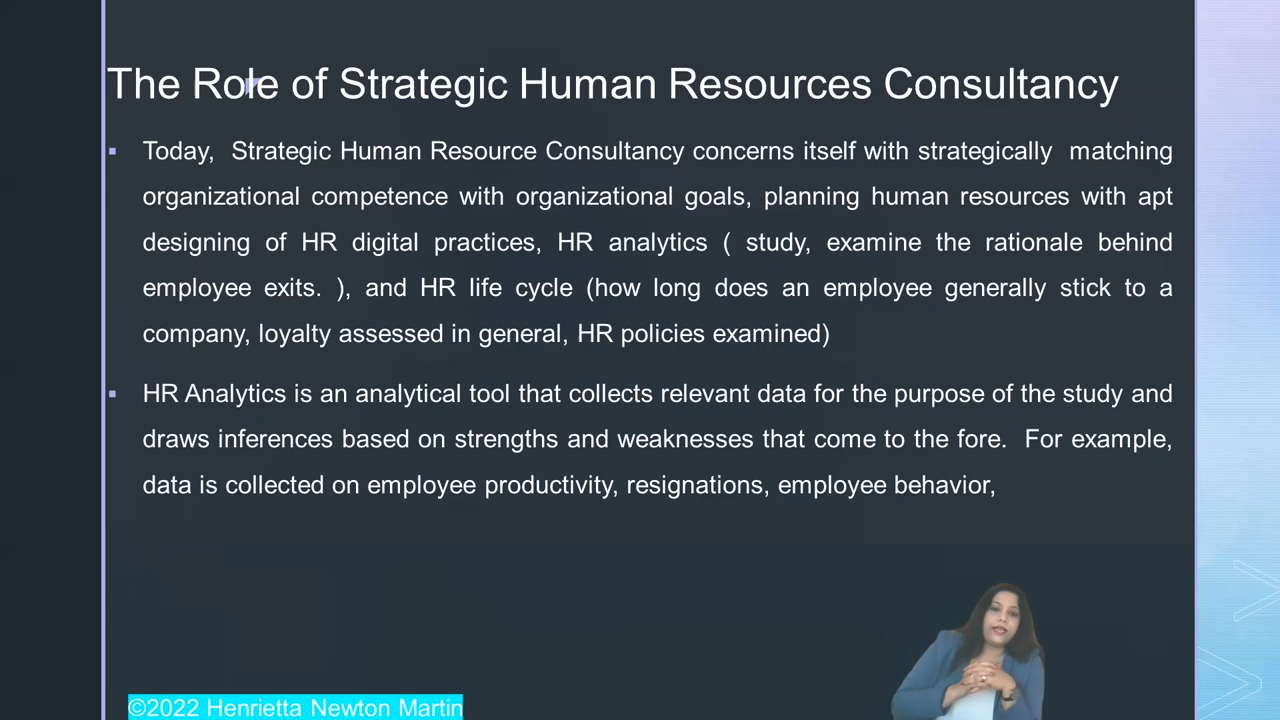 The Role of Strategic Human Resources Consultancy
▪ Today, Strategic Human Resource Consultancy concerns itself with strategically matching
organizational competence with organizational goals, planning human resources with apt
designing of HR digital practices, HR analytics ( study, examine the rationale behind
employee exits. ), and HR life cycle (how long does an employee generally stick to a
company, loyalty assessed in general, HR policies examined)
▪ HR Analytics is an analytical tool that collects relevant data for the purpose of the study and
draws inferences based on strengths and weaknesses that come to the fore. For example,
data is collected on employee productivity, resignations, employee behavior,
©2022 Henrietta Newton Martin